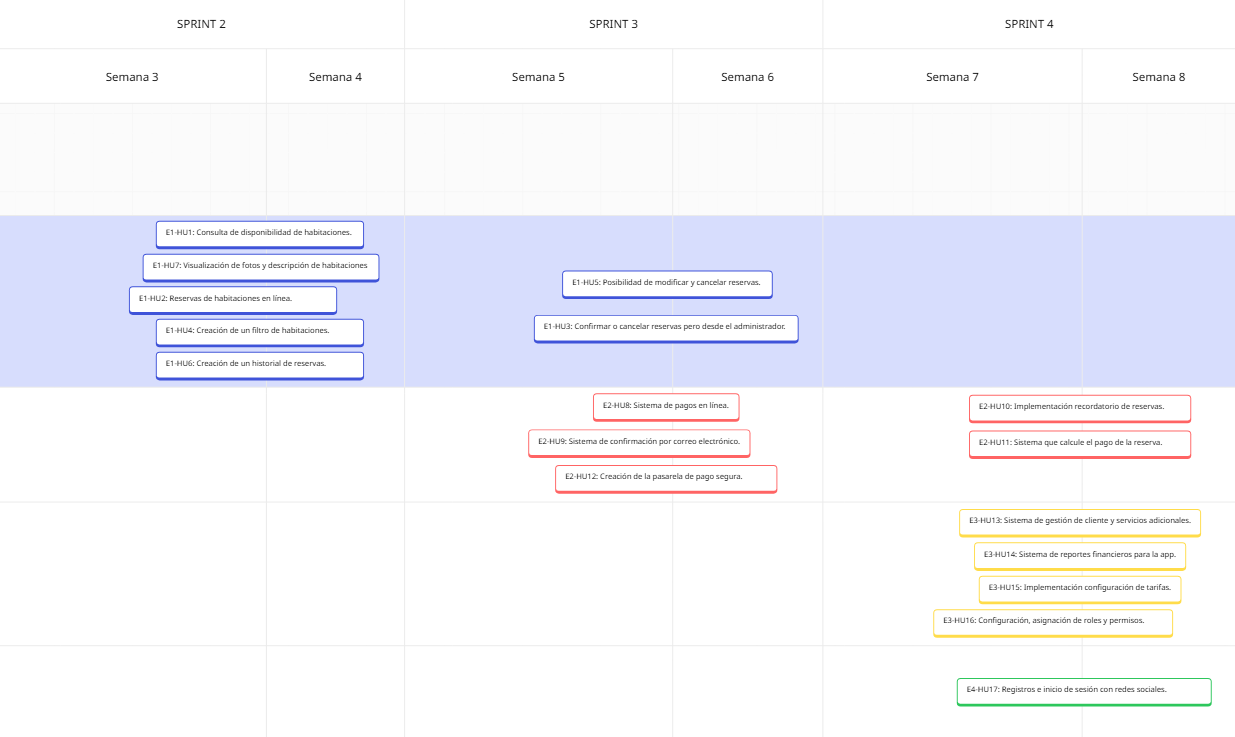 SPRINT 2
SPRINT 3
SPRINT 4
Semana 3
Semana 4
Semana 5
Semana 6
Semana 7
Semana 8
E1-HU1: Consulta de disponibilidad de habitaciones.
E1-HU7: Visualización de fotos y descripción de habitaciones
E1-HU2: Reservas de habitaciones en línea.
E1-HU4: Creación de un filtro de habitaciones.
E1-HU6: Creación de un historial de reservas.
E1-HU5: Posibilidad de modificar y cancelar reservas.
E1-HU3: Confirmar o cancelar reservas pero desde el administrador.
E2-HU8: Sistema de pagos en línea.
E2-HU9: Sistema de confirmación por correo electrónico.
E2-HU12: Creación de la pasarela de pago segura.
E2-HU10: Implementación recordatorio de reservas.
E2-HU11: Sistema que calcule el pago de la reserva.
E3-HU13: Sistema de gestión de cliente y servicios adicionales.
E3-HU14: Sistema de reportes financieros para la app.
E3-HU15: Implementación configuración de tarifas.
E3-HU16: Configuración, asignación de roles y permisos.
E4-HU17: Registros e inicio de sesión con redes sociales.